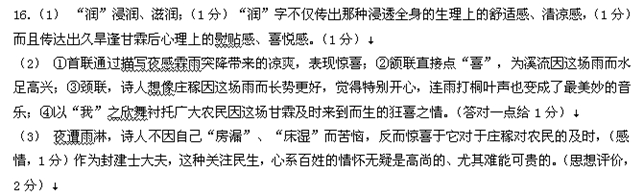 16.(1) “润”浸润、滋润;(1分)“润”字不仅传出那种浸透全身的生理上的舒适感、清凉感,(1分)
而且传达出久旱逢甘霖后心理上的慰贴感、喜悦感。(1分)↓
(2) ①首联通过描写夜感霖雨突降带来的凉爽,表现惊喜;②颔联直接点“喜”,为溪流因这场雨而水
足高兴;③颈联,诗人想像庄稼因这场雨而长势更好,觉得特别开心,连雨打桐叶声也变成了最美妙的音
乐;④以“我”之欣舞衬托广大农民因这场甘霖及时来到而生的狂喜之情。(答对一点给1分)↓
(3) 夜遭雨淋,诗人不因自己“房漏”、“床湿”而苦恼,反而惊喜于它对于庄稼对农民的及时,(感
情,1分)作为封建士大夫,这种关注民生,心系百姓的情怀无疑是高尚的、尤其难能可贵的。(思想评价,
2分)↓